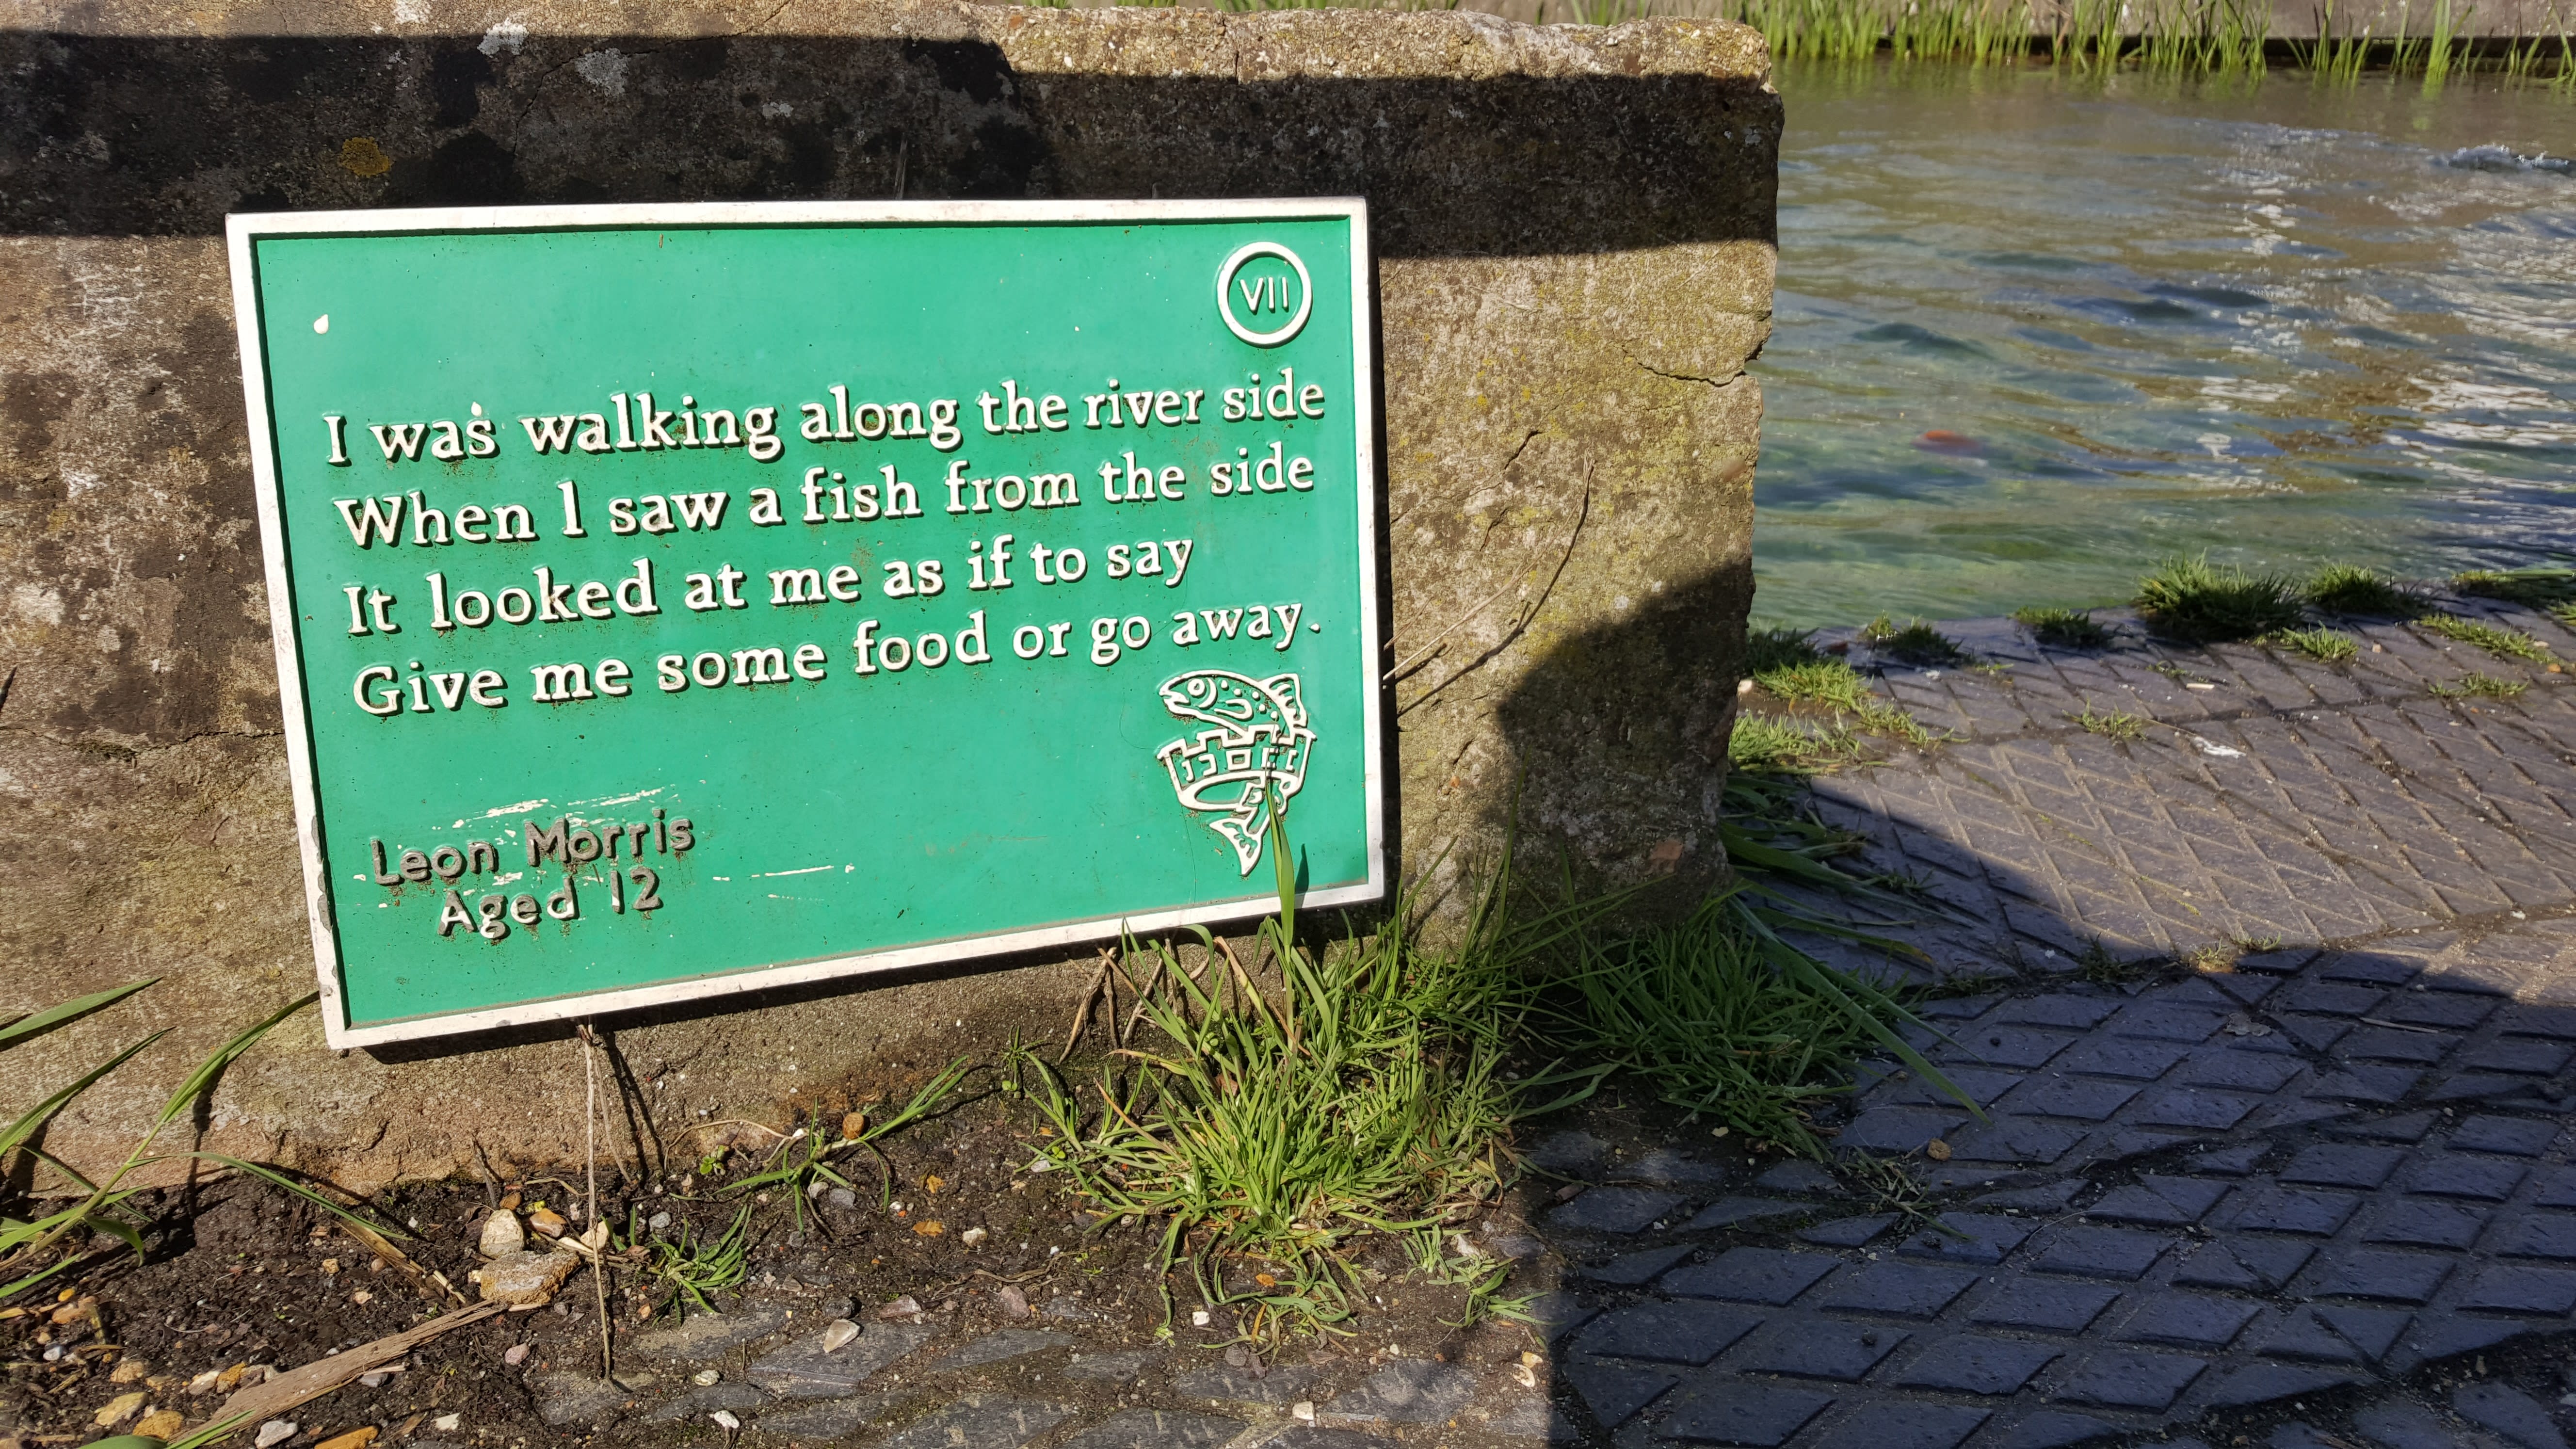 VII
I was walking along the river side
When I saw a fish from the side
It looked at me as if to say
Give me some food or go away.
Leon Morris
Aged 12